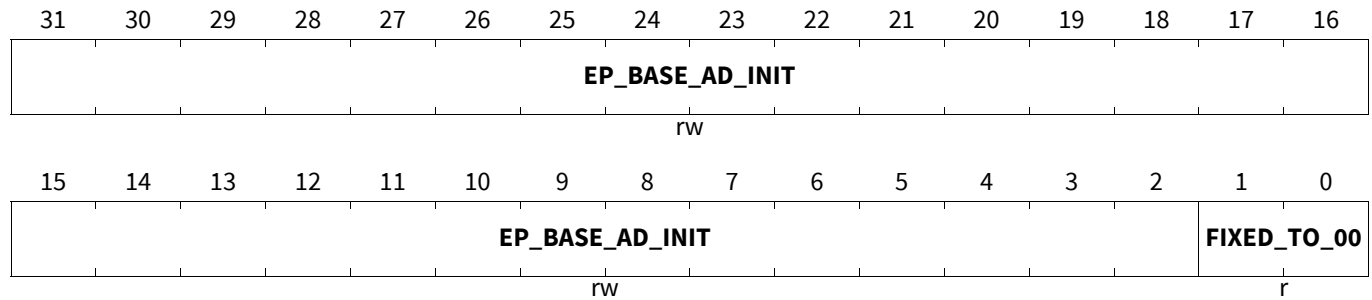 31 30 29 28 27 26 25 24 23 22 21 20 19 18 17 16
EP_BASE_AD_INIT
rw
15 14 13 12 11 10 9 8 7 6 5 4 3 2 1 0
EP_BASE_AD_INIT FIXED_TO_00
rw r